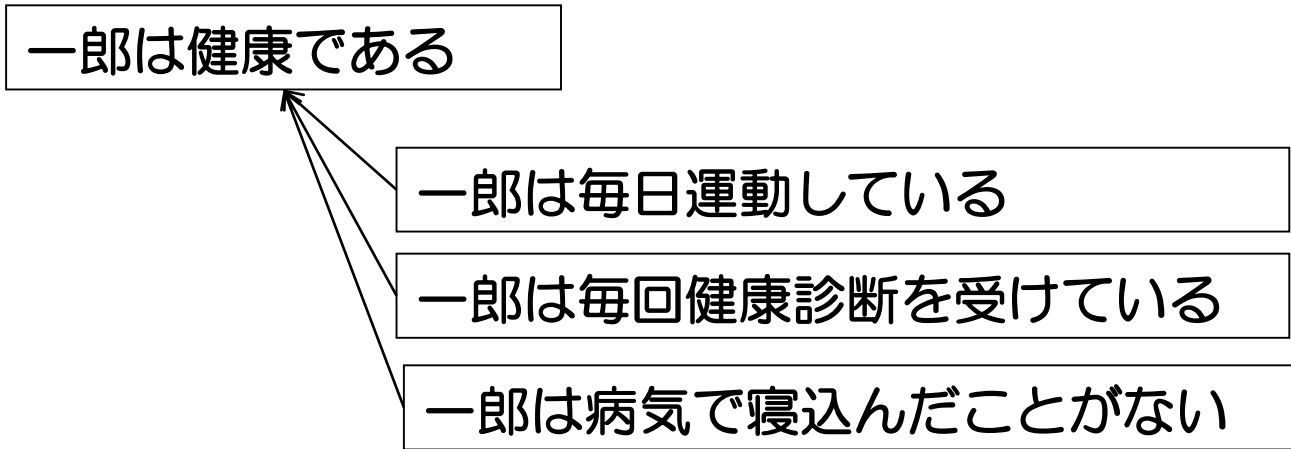 一郎は健康である
一郎は毎日運動している
一郎は毎回健康診断を受けている
一郎は病気で寝込んだことがない